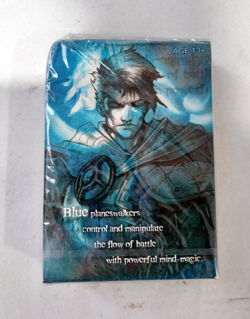 AGE 13+
Blue planeswalkers
control and manipulate
the flow of battle
with powerful mind-magic.